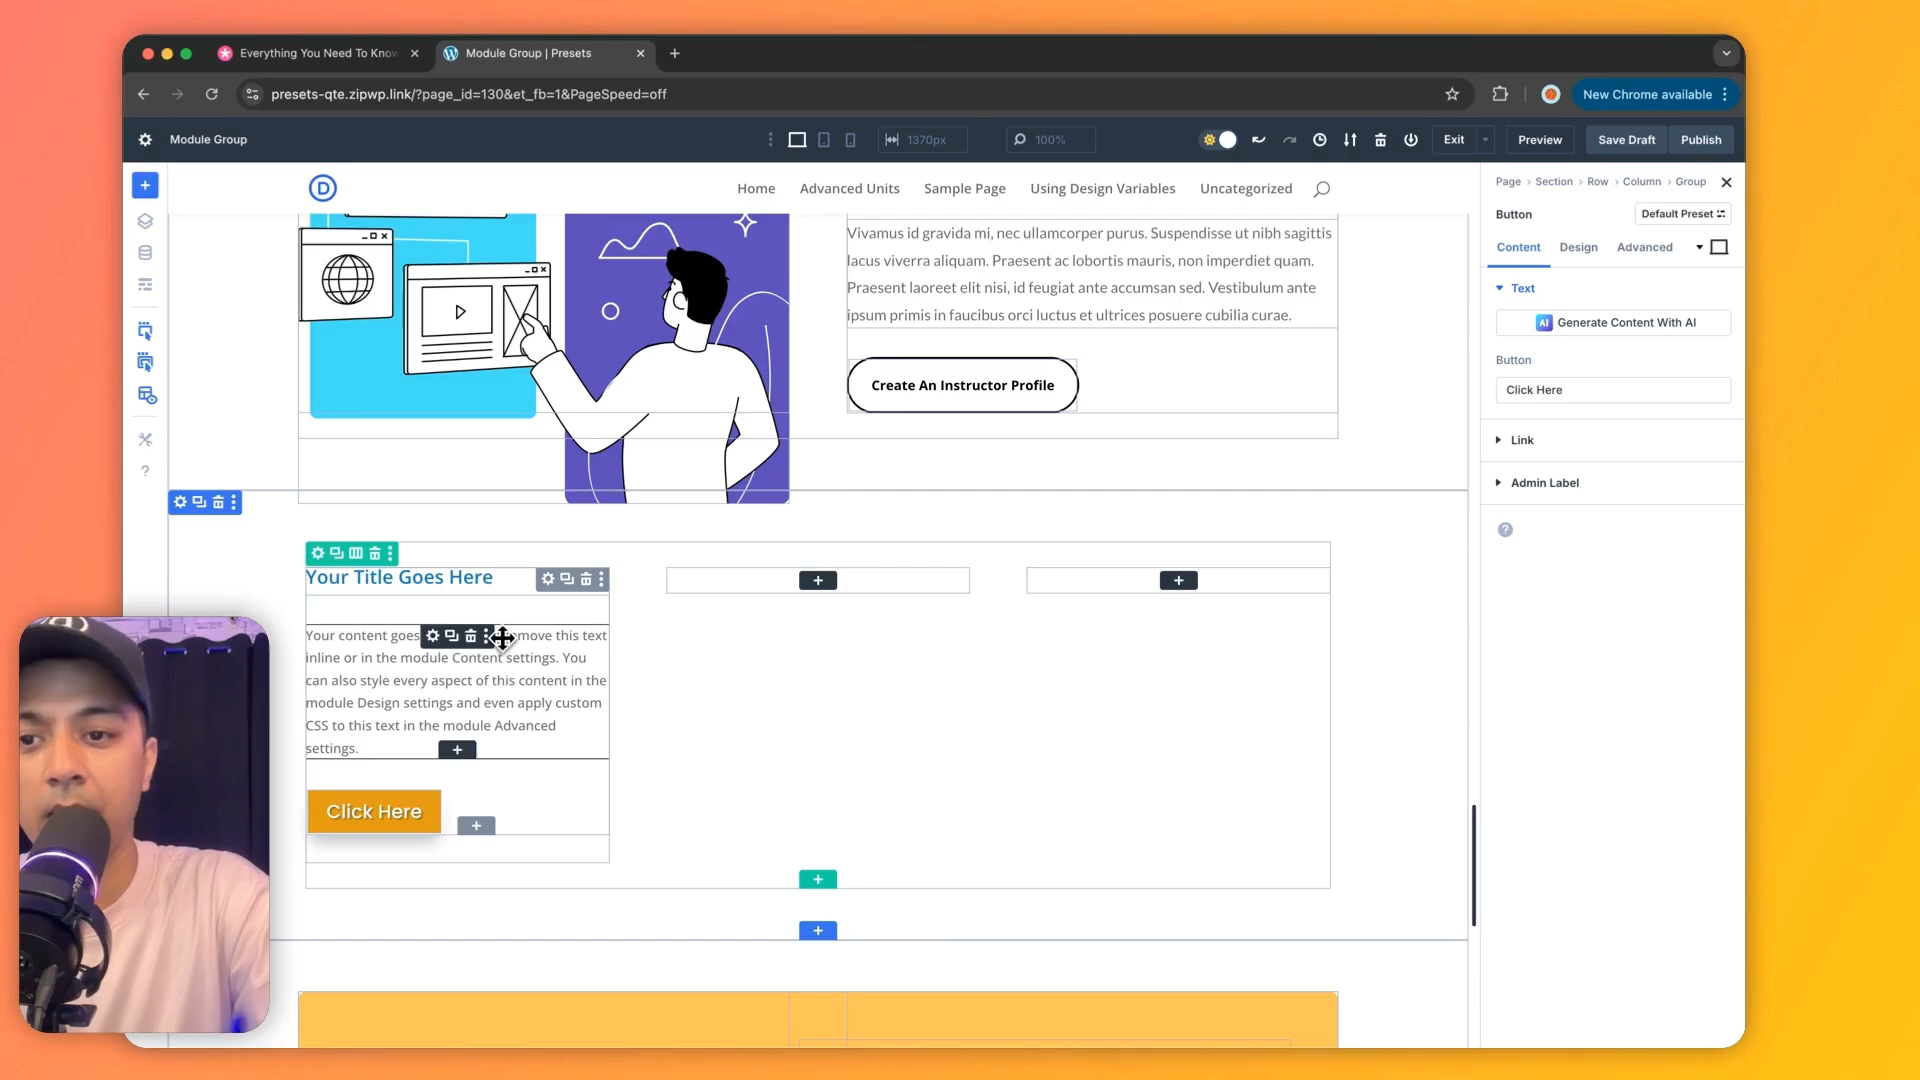 Everything You Need To Know
Module Group | Presets
presets-qte.zipwp.link/?page_id=130&et_fb=1&PageSpeed=off
New Chrome available
Module Group
1370px
100%
Exit
Preview
Save Draft
Publish
D
Home
Advanced Units
Sample Page
Using Design Variables
Uncategorized
Page > Section > Row > Column > Group
Button
Default Preset
Content
Design
Advanced
Text
AI Generate Content With AI
Button
Click Here
Link
Admin Label
Vivamus id gravida mi, nec ullamcorper purus. Suspendisse ut nibh sagittis
lacus viverra aliquam. Praesent ac lobortis mauris, non imperdiet quam.
Praesent laoreet elit nisi, id feugiat ante accumsan sed. Vestibulum ante
ipsum primis in faucibus orci luctus et ultrices posuere cubilia curae.
Create An Instructor Profile
Your Title Goes Here
Your content goes move this text
inline or in the module Content settings. You
can also style every aspect of this content in the
module Design settings and even apply custom
CSS to this text in the module Advanced
settings.
Click Here